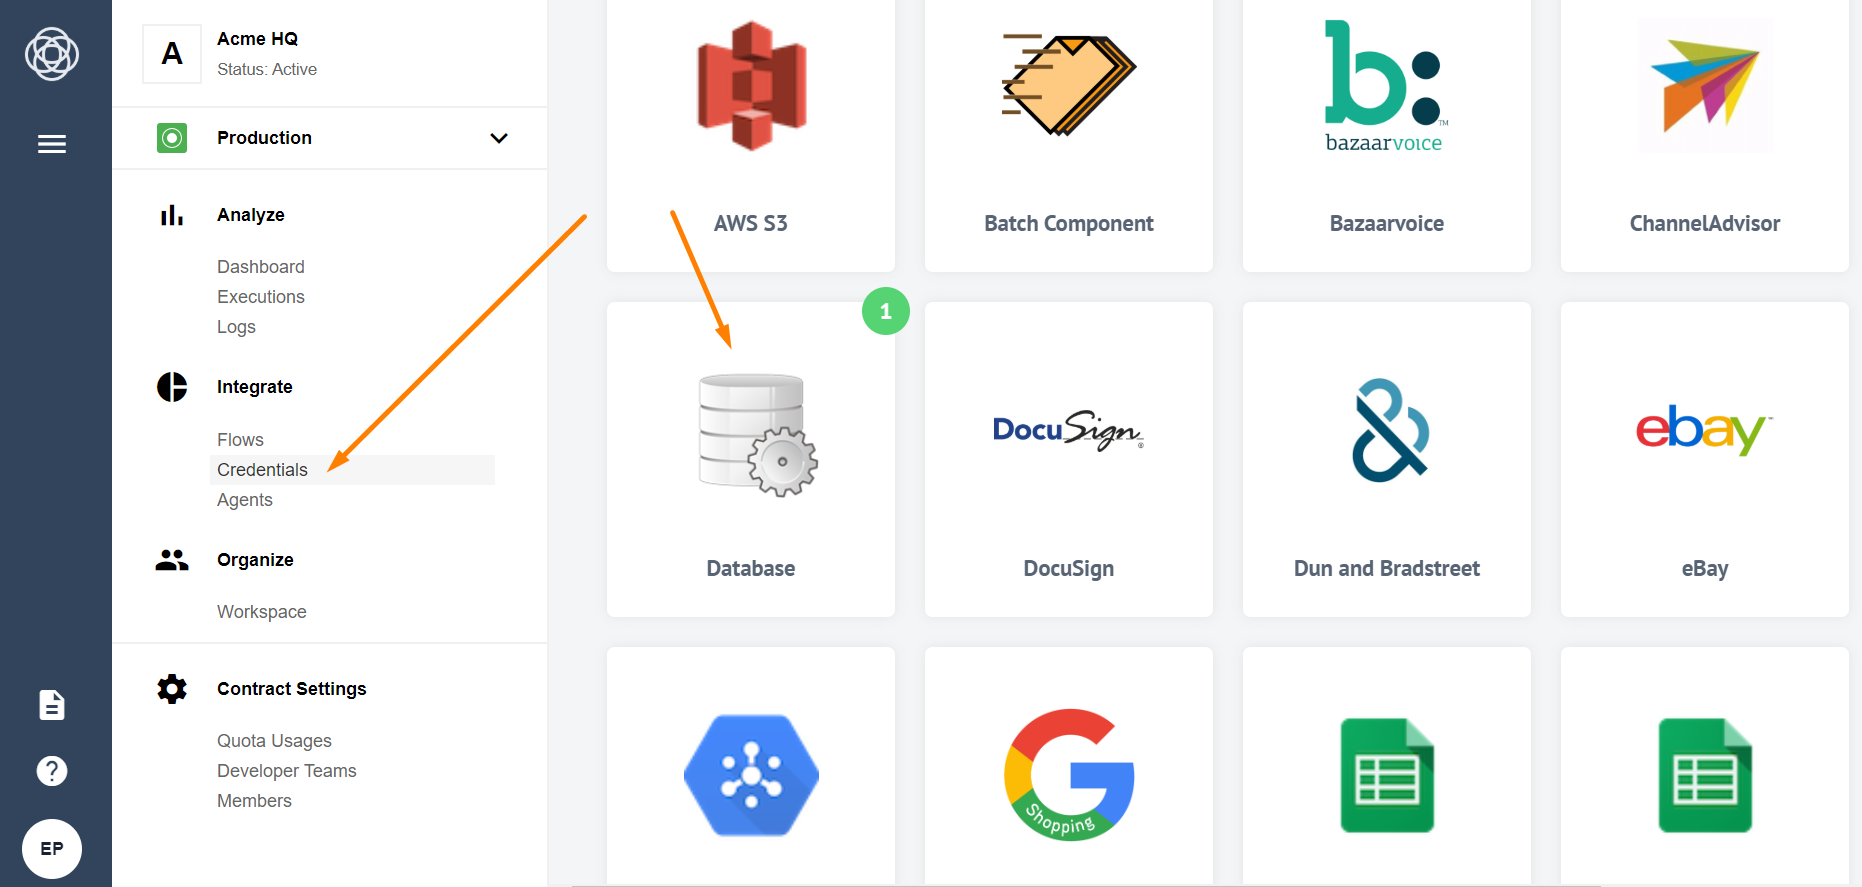 A
Acme HQ
Status: Active
Production
Analyze
Dashboard
Executions
Logs
Integrate
Flows
Credentials
Agents
Organize
Workspace
Contract Settings
Quota Usages
Developer Teams
Members
?
EP
b:
TM
bazaarvoice
AWS S3
Batch Component
Bazaarvoice
ChannelAdvisor
1
DocuSign
®
&
ebay
™
Database
DocuSign
Dun and Bradstreet
eBay
G
Shopping